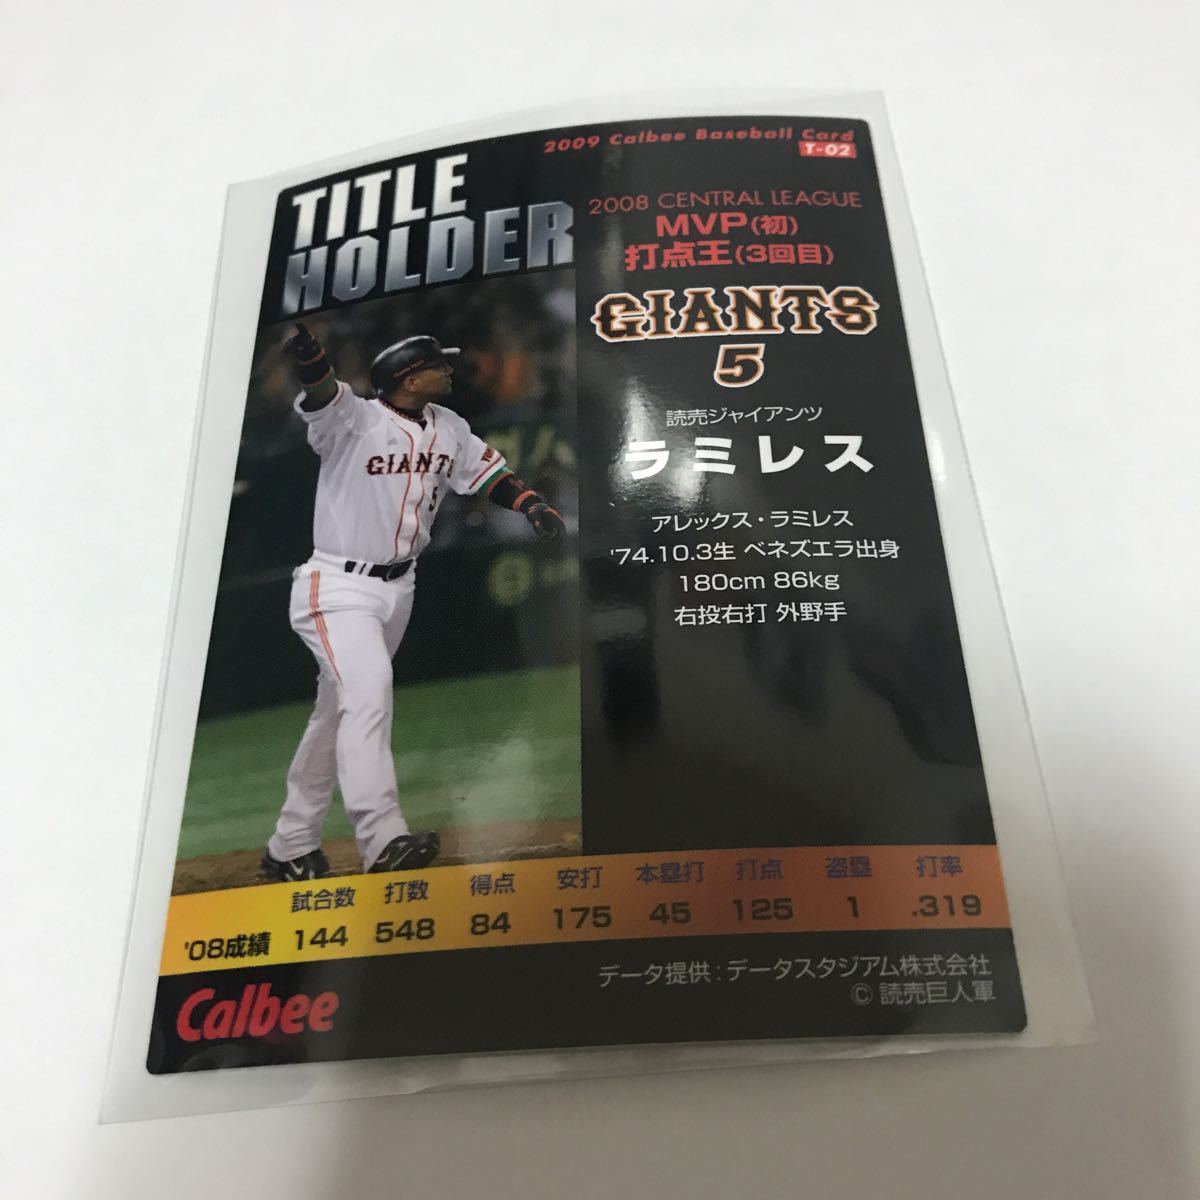 2009 Calbee Baseball Card
T-02
TITLE
HOLDER
2008 CENTRAL LEAGUE
MVP(初)
打点王(3回目)
GIANTS
5
読売ジャイアンツ
ラミレス
アレックス・ラミレス
'74.10.3生 ベネズエラ出身
180cm 86kg
右投右打 外野手
GIANTS
5
試合数 打数 得点 安打 本塁打 打点 盗塁 打率
'08成績 144 548 84 175 45 125 1 .319
Calbee
データ提供:データスタジアム株式会社
© 読売巨人軍